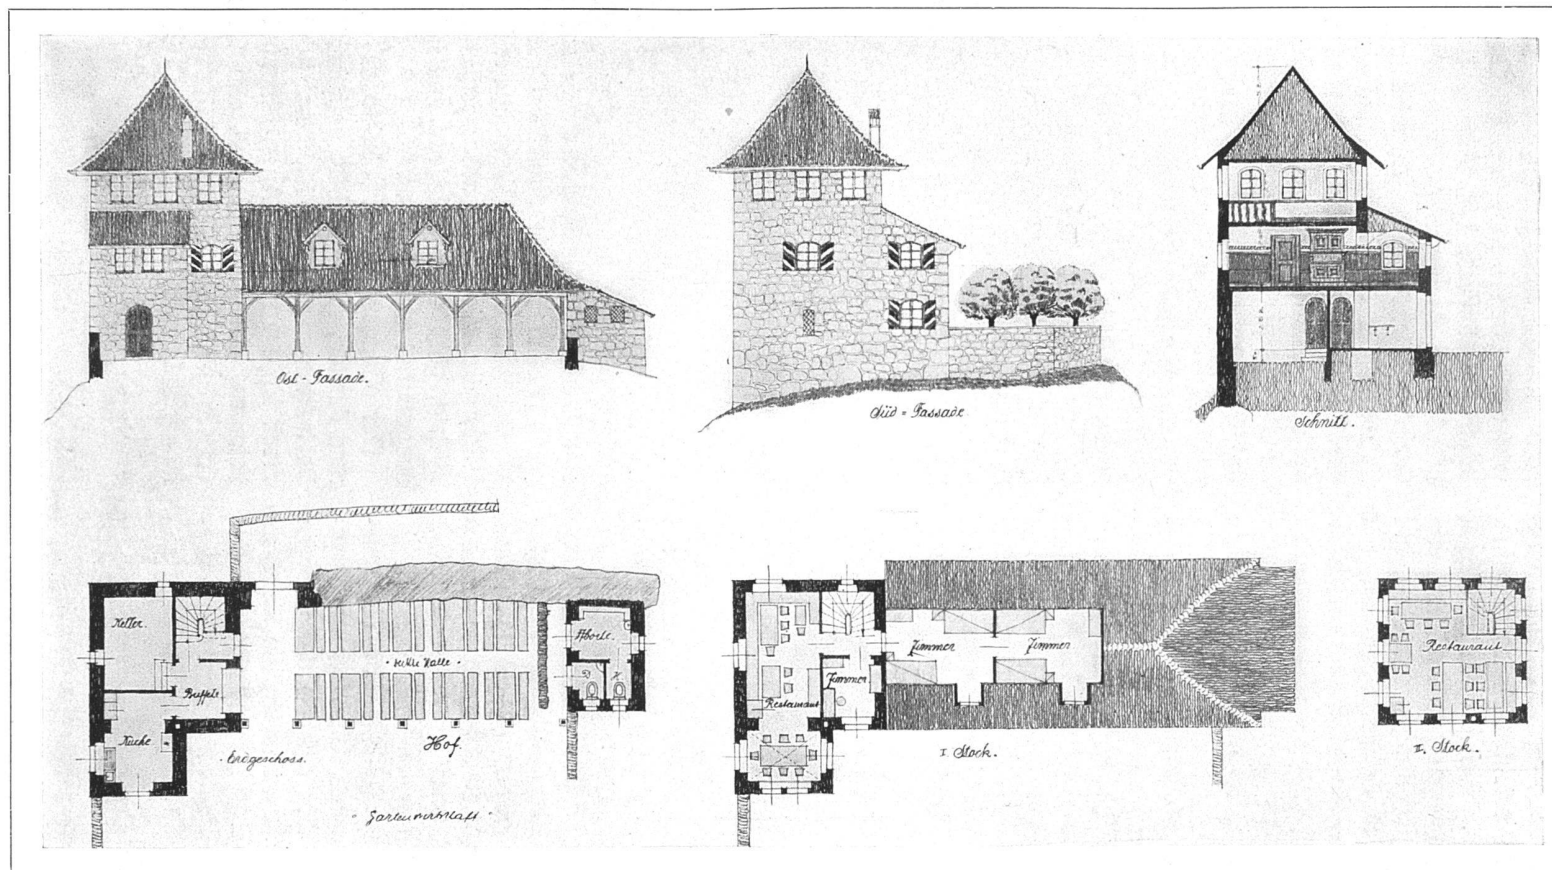 Ost - Fassade.
Süd = Fassade
Schnitt.
Keller.
Aborte.
Buffet
Küche
Hof.
- Erdgeschoss.
Zimmer
Zimmer
Zimmer
Restaurant
I. Stock.
Restaurant
II. Stock.
" Gartenwirtschaft "